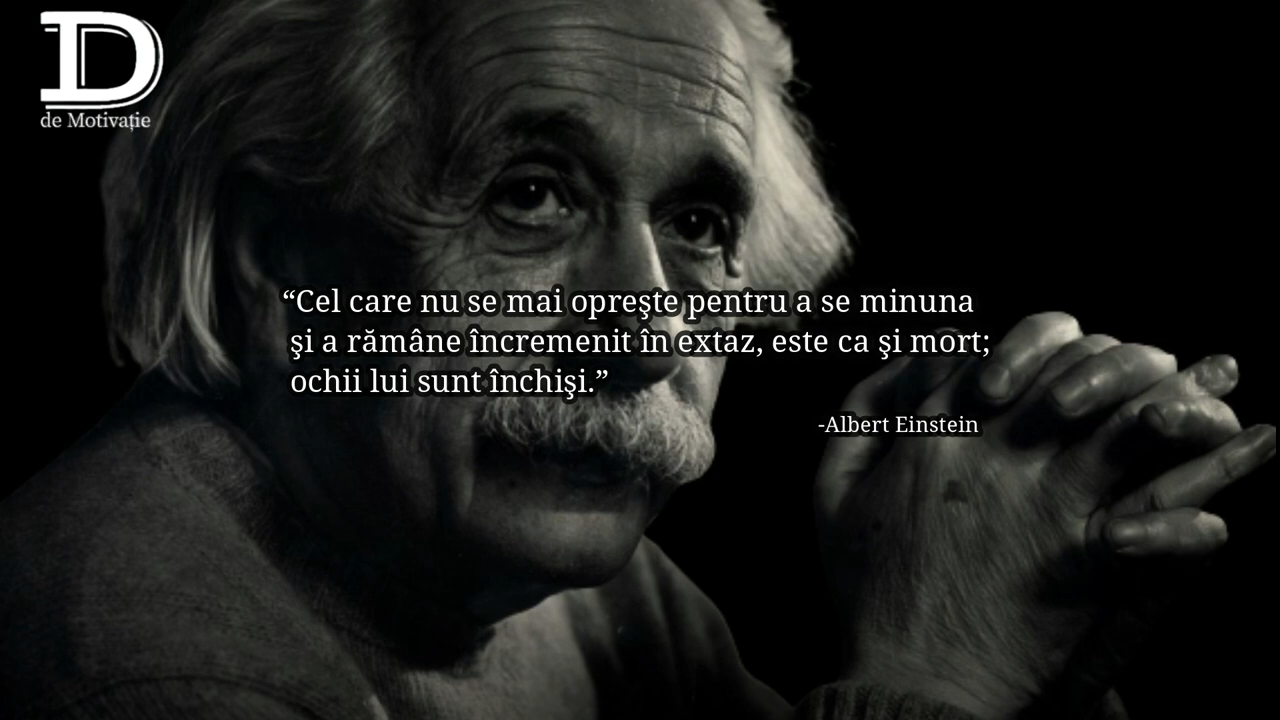 D
de Motivație
“Cel care nu se mai opreşte pentru a se minuna
şi a rămâne încremenit în extaz, este ca şi mort;
ochii lui sunt închişi.”
-Albert Einstein